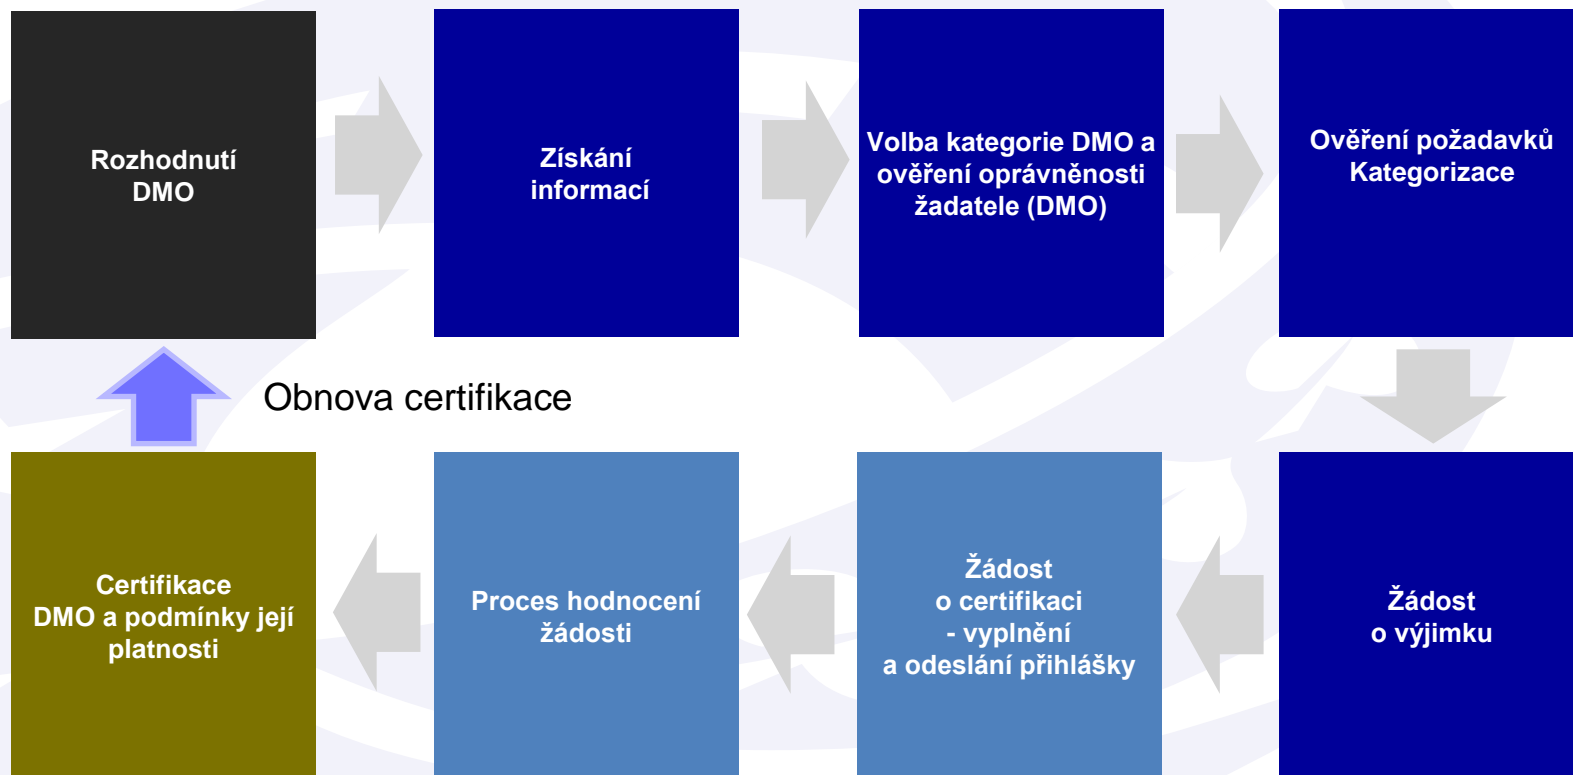 Rozhodnutí
DMO
Získání
informací
Volba kategorie DMO a
ověření oprávněnosti
žadatele (DMO)
Ověření požadavků
Kategorizace
Obnova certifikace
Certifikace
DMO a podmínky její
platnosti
Proces hodnocení
žádosti
Žádost
o certifikaci
- vyplnění
a odeslání přihlášky
Žádost
o výjimku